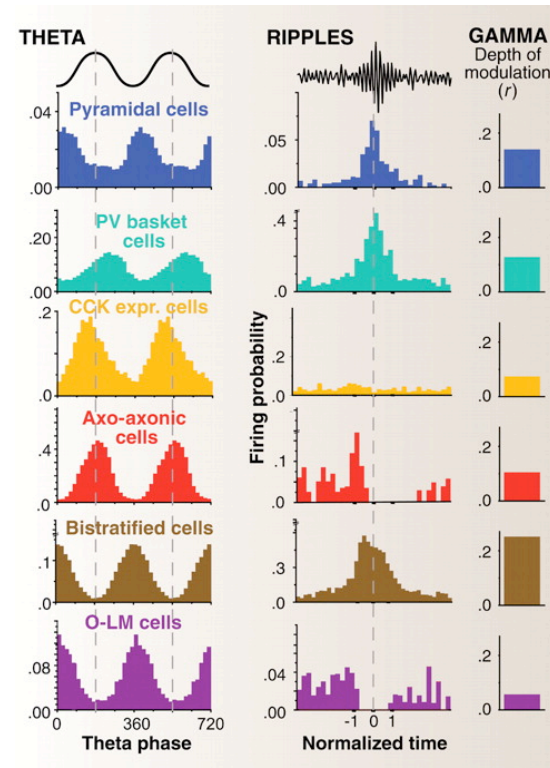 THETA
RIPPLES
GAMMA
Depth of
modulation
(r)
Pyramidal cells
.04
.00
.05
.00
.2
.0
PV basket
cells
.20
.00
.4
.0
.2
.0
CCK expr. cells
.2
.0
.2
.0
.2
.0
Axo-axonic
cells
.4
.0
.1
.0
.2
.0
Bistratified cells
.1
.0
.3
.0
.2
.0
O-LM cells
.08
.00
.04
.00
.2
.0
Firing probability
0 360 720
-1 0 1
Theta phase
Normalized time